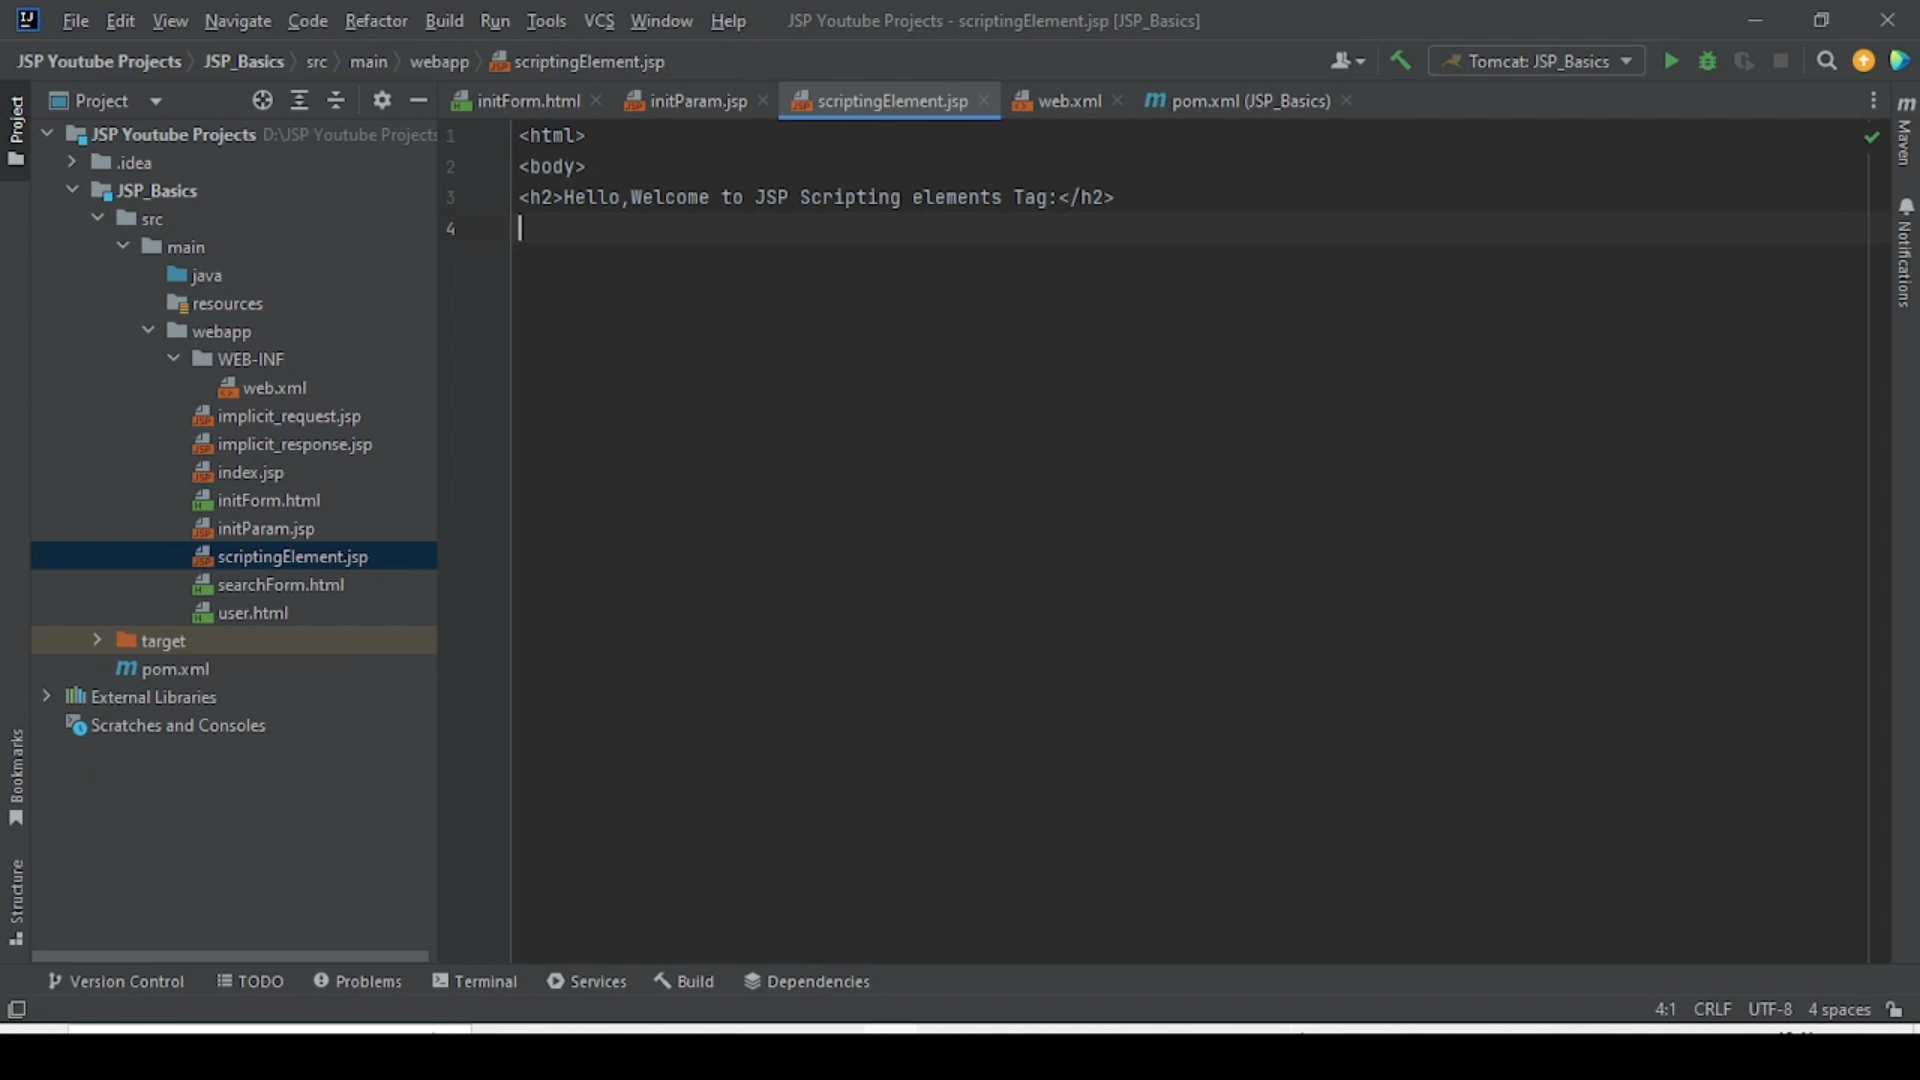 IJ File Edit View Navigate Code Refactor Build Run Tools VCS Window Help JSP Youtube Projects - scriptingElement.jsp [JSP_Basics]
JSP Youtube Projects JSP_Basics src main webapp scriptingElement.jsp Tomcat: JSP_Basics
Project
Project
initForm.html initParam.jsp scriptingElement.jsp web.xml pom.xml (JSP_Basics)
Maven
Notifications
JSP Youtube Projects D:\JSP Youtube Projects
.idea
JSP_Basics
src
main
java
resources
webapp
WEB-INF
web.xml
implicit_request.jsp
implicit_response.jsp
index.jsp
initForm.html
initParam.jsp
scriptingElement.jsp
searchForm.html
user.html
target
pom.xml
External Libraries
Scratches and Consoles
1 <html>
2 <body>
3 <h2>Hello,Welcome to JSP Scripting elements Tag:</h2>
4
Bookmarks
Structure
Version Control TODO Problems Terminal Services Build Dependencies
4:1 CRLF UTF-8 4 spaces